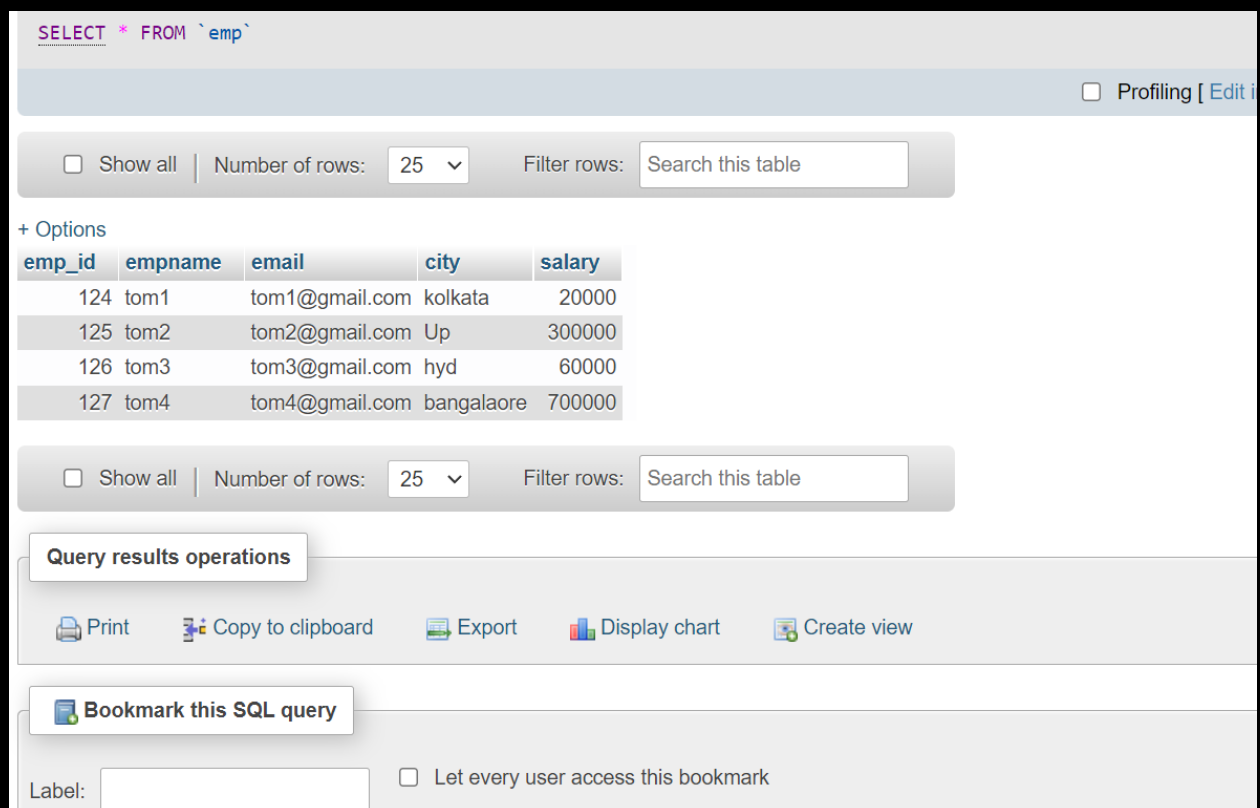 SELECT * FROM `emp`
Profiling [ Edit i
Show all Number of rows: 25 Filter rows: Search this table
+ Options
emp_id empname email city salary
124 tom1 tom1@gmail.com kolkata 20000
125 tom2 tom2@gmail.com Up 300000
126 tom3 tom3@gmail.com hyd 60000
127 tom4 tom4@gmail.com bangalaore 700000
Show all Number of rows: 25 Filter rows: Search this table
Query results operations
Print Copy to clipboard Export Display chart Create view
Bookmark this SQL query
Label: Let every user access this bookmark